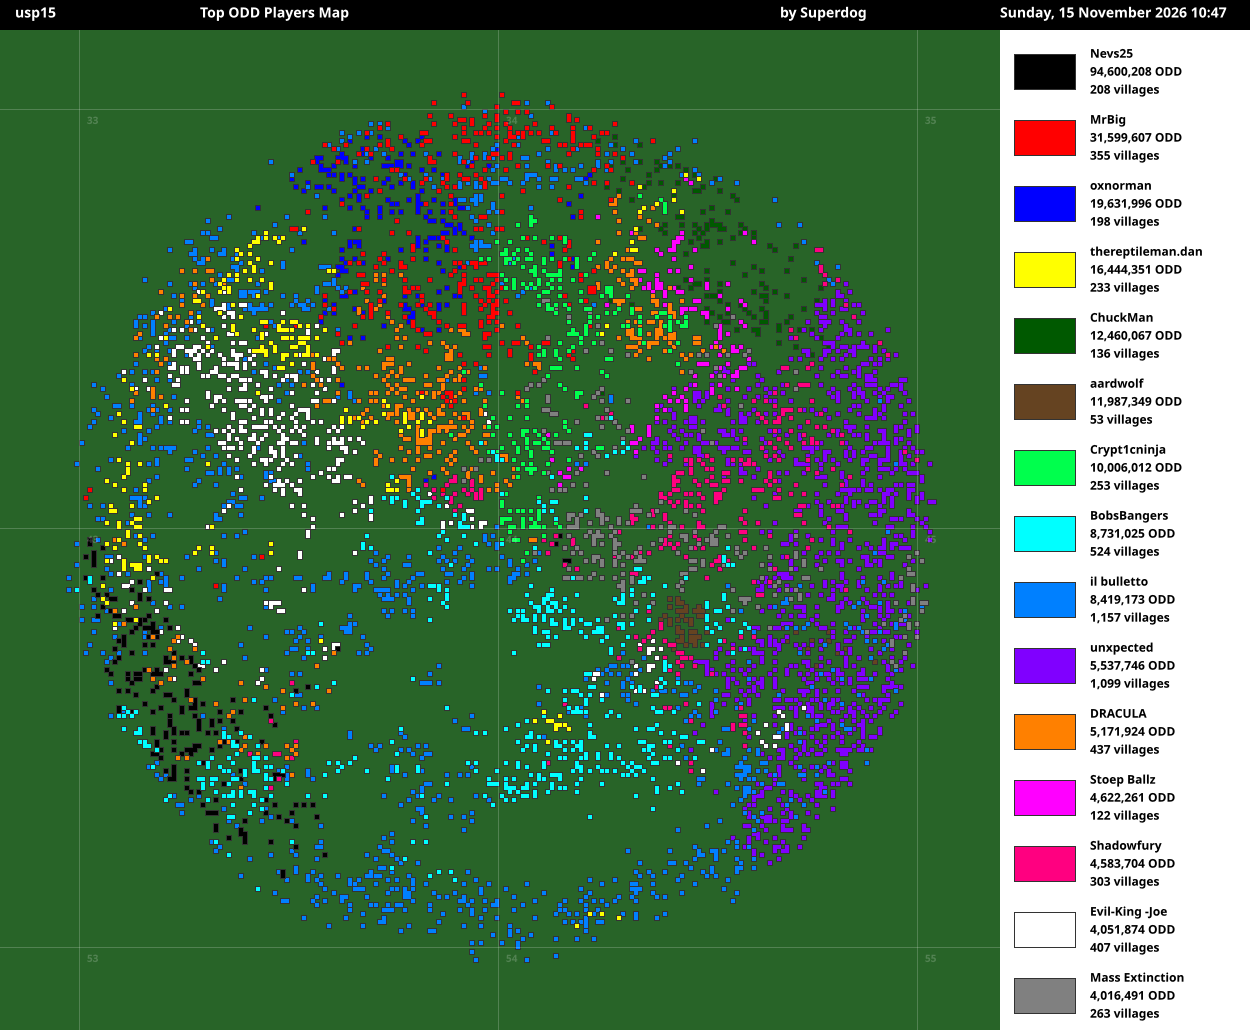 usp15 Top ODD Players Map by Superdog Sunday, 15 November 2026 10:47
33 34 35
45
53 54 55
Nevs25
94,600,208 ODD
208 villages
MrBig
31,599,607 ODD
355 villages
oxnorman
19,631,996 ODD
198 villages
thereptileman.dan
16,444,351 ODD
233 villages
ChuckMan
12,460,067 ODD
136 villages
aardwolf
11,987,349 ODD
53 villages
Crypt1cninja
10,006,012 ODD
253 villages
BobsBangers
8,731,025 ODD
524 villages
il bulletto
8,419,173 ODD
1,157 villages
unxpected
5,537,746 ODD
1,099 villages
DRACULA
5,171,924 ODD
437 villages
Stoep Ballz
4,622,261 ODD
122 villages
Shadowfury
4,583,704 ODD
303 villages
Evil-King -Joe
4,051,874 ODD
407 villages
Mass Extinction
4,016,491 ODD
263 villages